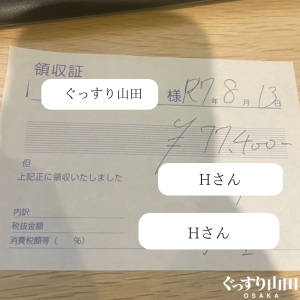 領収証
ぐっすり山田 様 R7年8月13日
¥77,400-
但
上記正に領収いたしました
Hさん
内訳
税抜金額
消費税額等(　%)
Hさん
ぐっすり山田
OSAKA